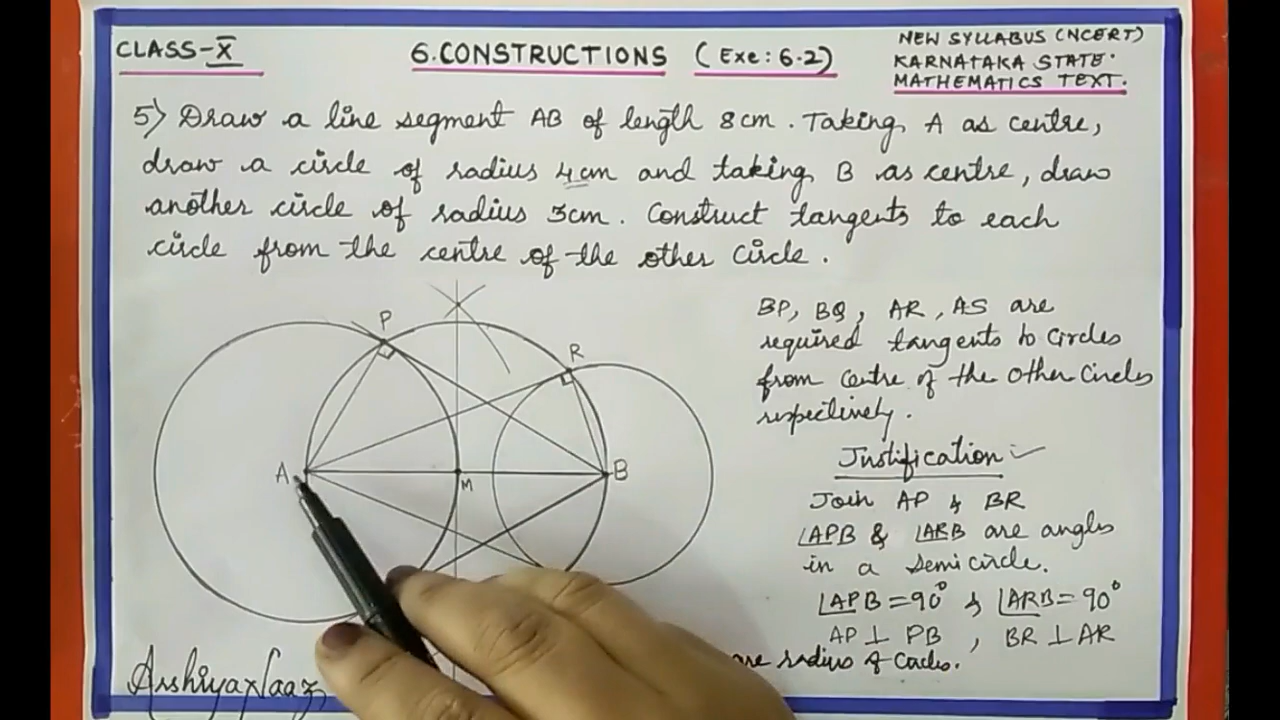 CLASS-X
6.CONSTRUCTIONS (Exe: 6.2)
NEW SYLLABUS (NCERT)
KARNATAKA STATE.
MATHEMATICS TEXT.
5) Draw a line segment AB of length 8cm. Taking A as centre,
draw a circle of radius 4cm and taking B as centre, draw
another circle of radius 3cm. Construct tangents to each
circle from the centre of the other circle.
P
R
A
M
B
BP, BQ, AR, AS are
required tangents to circles
from centre of the other circles
respectively.
Justification
Join AP & BR
∠APB & ∠ARB are angles
in a semicircle.
∠APB = 90° & ∠ARB = 90°
AP ⊥ PB , BR ⊥ AR
are radius of circles.
Arshiya Naaz